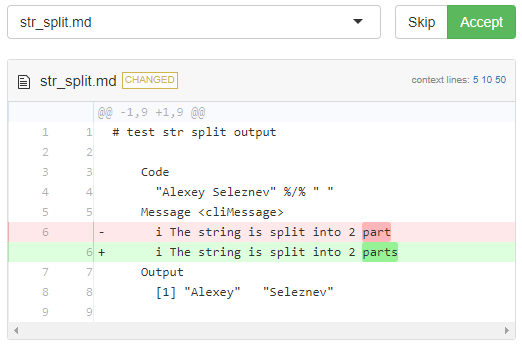 str_split.md
Skip
Accept
str_split.md CHANGED
context lines: 5 10 50
@@ -1,9 +1,9 @@
1 1 # test str split output
2 2
3 3 Code
4 4 "Alexey Seleznev" %/% " "
5 5 Message <cliMessage>
6 - i The string is split into 2 part
6 + i The string is split into 2 parts
7 7 Output
8 8 [1] "Alexey"   "Seleznev"
9 9